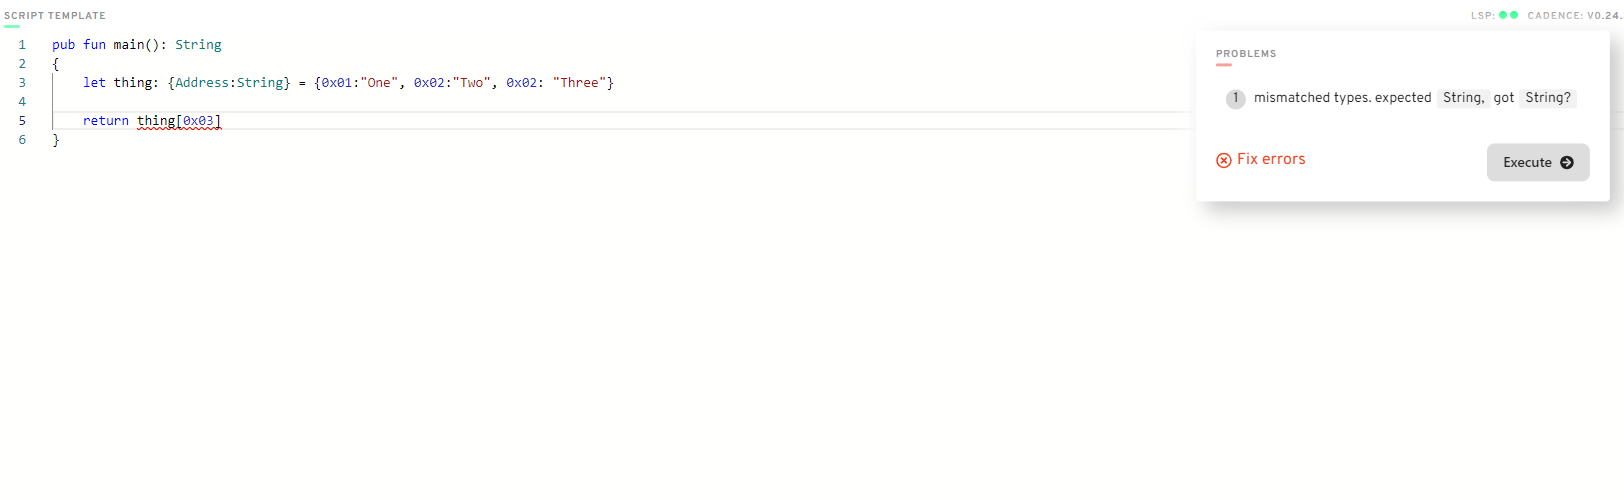 SCRIPT TEMPLATE
LSP: CADENCE: V0.24.
1 pub fun main(): String
2 {
3 let thing: {Address:String} = {0x01:"One", 0x02:"Two", 0x02: "Three"}
4
5 return thing[0x03]
6 }
PROBLEMS
1 mismatched types. expected String, got String?
Fix errors
Execute